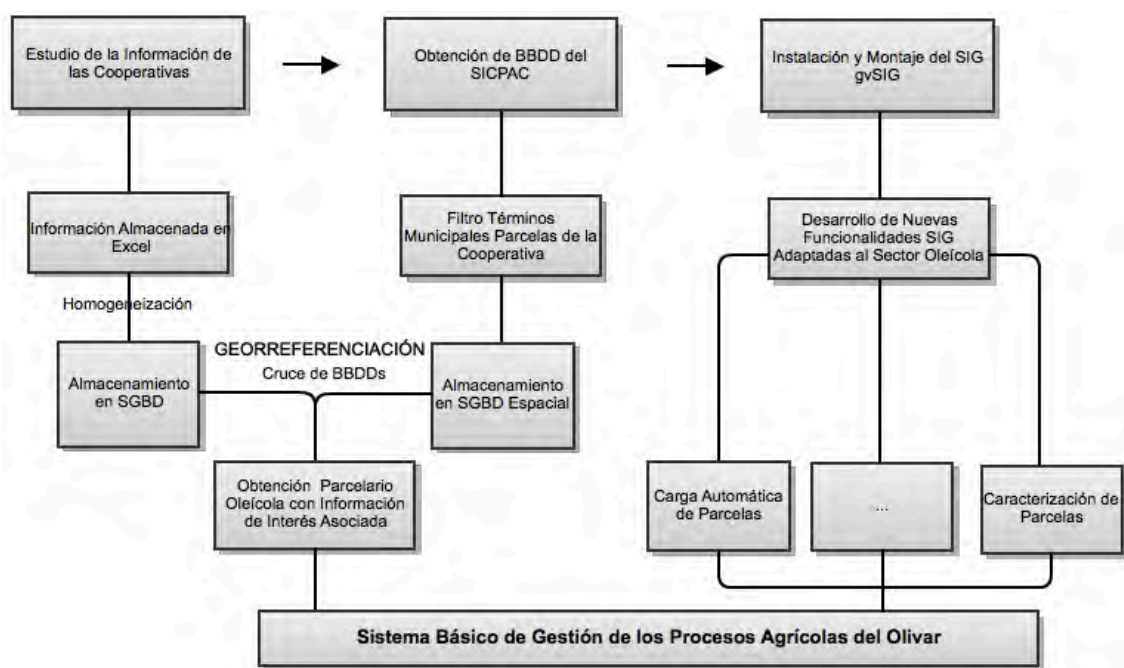 Estudio de la Información de
las Cooperativas
Obtención de BBDD del
SICPAC
Instalación y Montaje del SIG
gvSIG
Información Almacenada en
Excel
Filtro Términos
Municipales Parcelas de la
Cooperativa
Desarrollo de Nuevas
Funcionalidades SIG
Adaptadas al Sector Oleícola
Homogeneización
GEORREFERENCIACIÓN
Cruce de BBDDs
Almacenamiento
en SGBD
Almacenamiento
en SGBD Espacial
Obtención Parcelario
Oleícola con Información
de Interés Asociada
Carga Automática
de Parcelas
...
Caracterización de
Parcelas
Sistema Básico de Gestión de los Procesos Agrícolas del Olivar